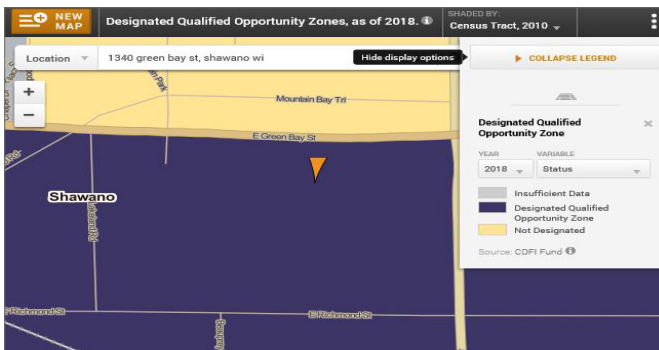 NEW
MAP
Designated Qualified Opportunity Zones, as of 2018.
SHADED BY:
Census Tract, 2010
Location
1340 green bay st, shawano wi
Hide display options
COLLAPSE LEGEND
+
−
Mountain Bay Trl
E Green Bay St
Shawano
Designated Qualified
Opportunity Zone
YEAR
VARIABLE
2018
Status
Insufficient Data
Designated Qualified
Opportunity Zone
Not Designated
Source: CDFI Fund
E Richmond St
E Richmond St